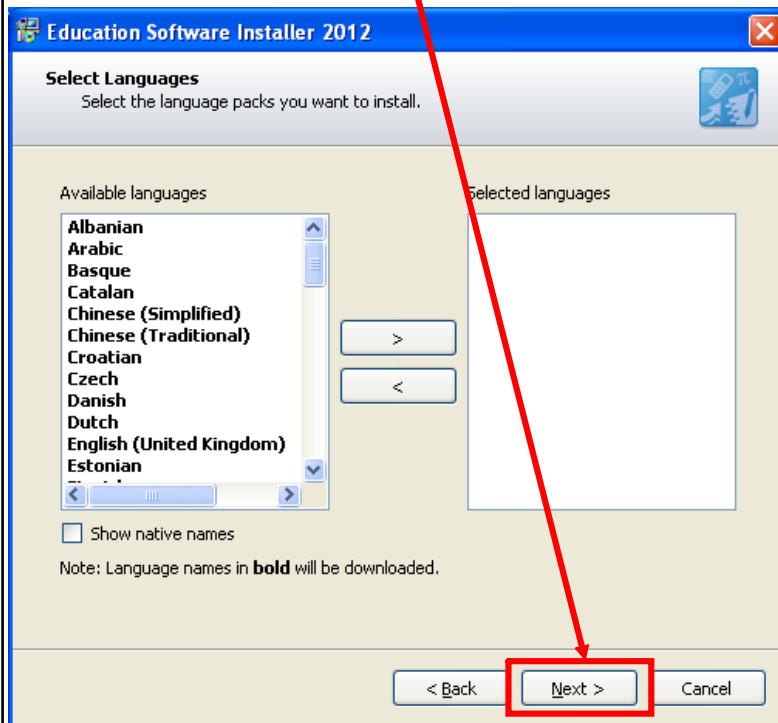 Education Software Installer 2012
Select Languages
Select the language packs you want to install.
Available languages
Selected languages
Albanian
Arabic
Basque
Catalan
Chinese (Simplified)
Chinese (Traditional)
Croatian
Czech
Danish
Dutch
English (United Kingdom)
Estonian
>
<
Show native names
Note: Language names in bold will be downloaded.
< Back
Next >
Cancel